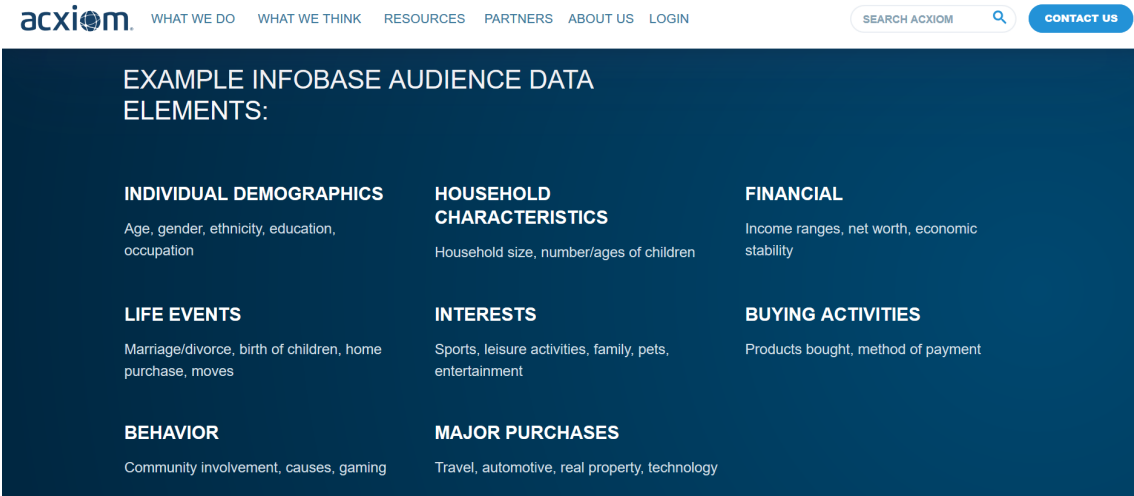 acxiom.
WHAT WE DO WHAT WE THINK RESOURCES PARTNERS ABOUT US LOGIN
SEARCH ACXIOM
CONTACT US
EXAMPLE INFOBASE AUDIENCE DATA
ELEMENTS:
INDIVIDUAL DEMOGRAPHICS
Age, gender, ethnicity, education,
occupation
HOUSEHOLD
CHARACTERISTICS
Household size, number/ages of children
FINANCIAL
Income ranges, net worth, economic
stability
LIFE EVENTS
Marriage/divorce, birth of children, home
purchase, moves
INTERESTS
Sports, leisure activities, family, pets,
entertainment
BUYING ACTIVITIES
Products bought, method of payment
BEHAVIOR
Community involvement, causes, gaming
MAJOR PURCHASES
Travel, automotive, real property, technology